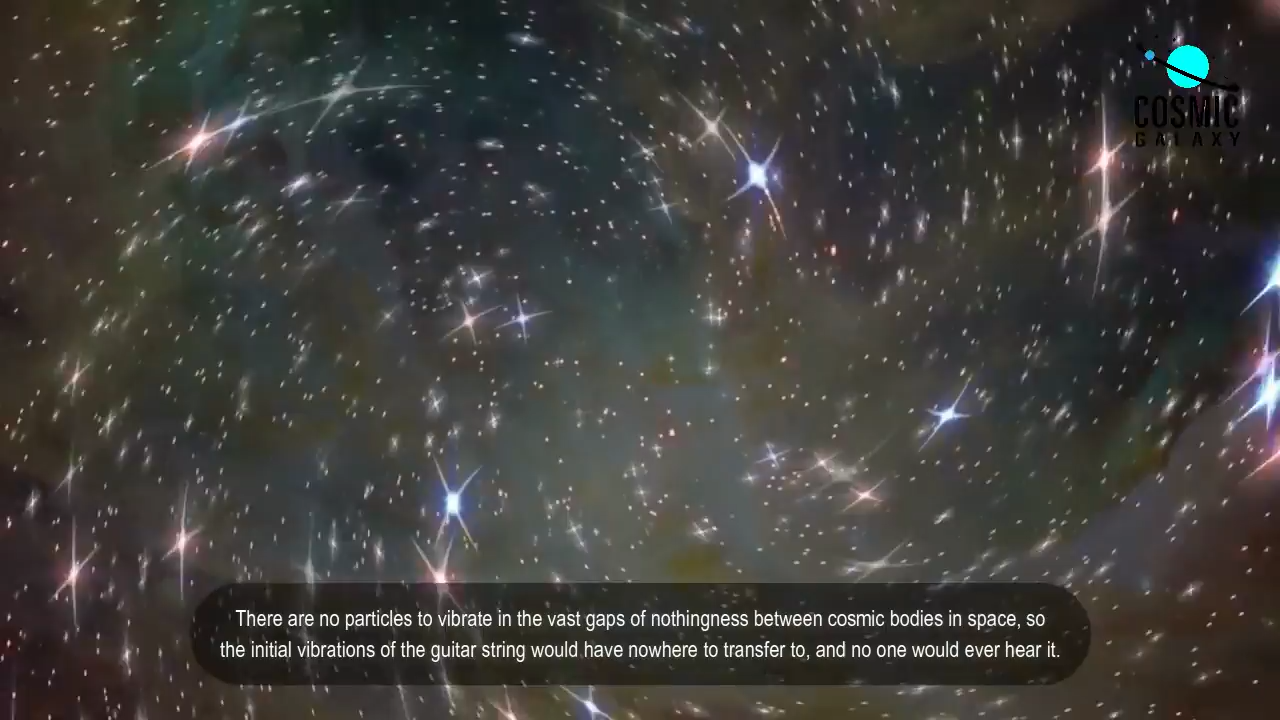 COSMIC
GALAXY
There are no particles to vibrate in the vast gaps of nothingness between cosmic bodies in space, so
the initial vibrations of the guitar string would have nowhere to transfer to, and no one would ever hear it.